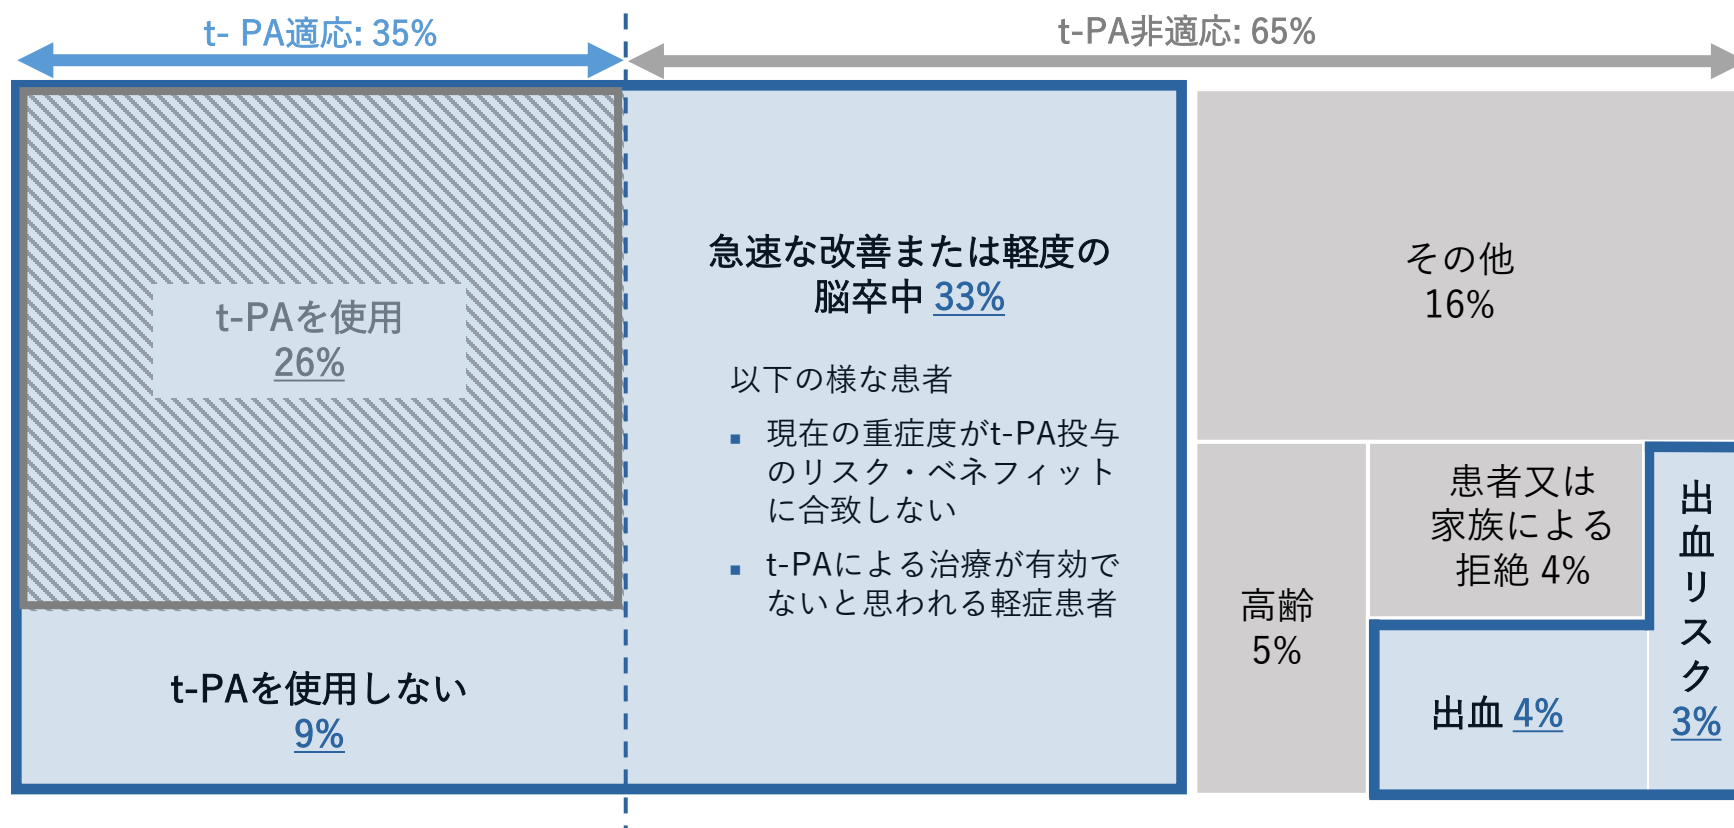 t- PA適応: 35%
t-PA非適応: 65%
t-PAを使用
26%
t-PAを使用しない
9%
急速な改善または軽度の
脳卒中 33%
以下の様な患者
■ 現在の重症度がt-PA投与
のリスク・ベネフィット
に合致しない
■ t-PAによる治療が有効で
ないと思われる軽症患者
その他
16%
高齢
5%
患者又は
家族による
拒絶 4%
出血 4%
出
血
リ
ス
ク
3%